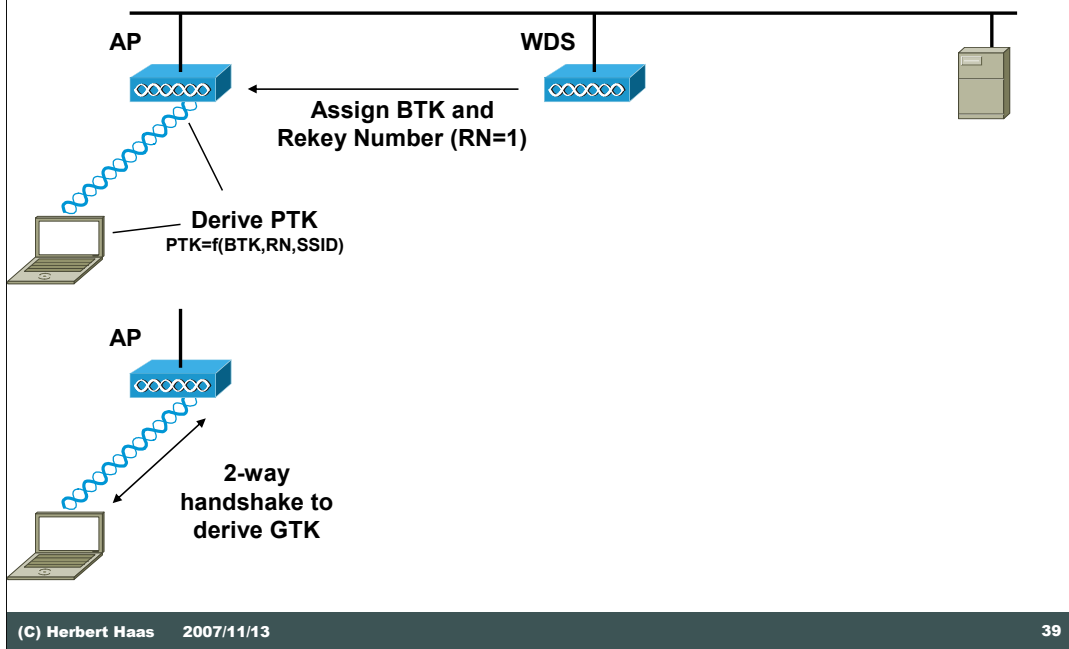 AP
WDS
Assign BTK and
Rekey Number (RN=1)
Derive PTK
PTK=f(BTK,RN,SSID)
AP
2-way
handshake to
derive GTK
(C) Herbert Haas 2007/11/13
39